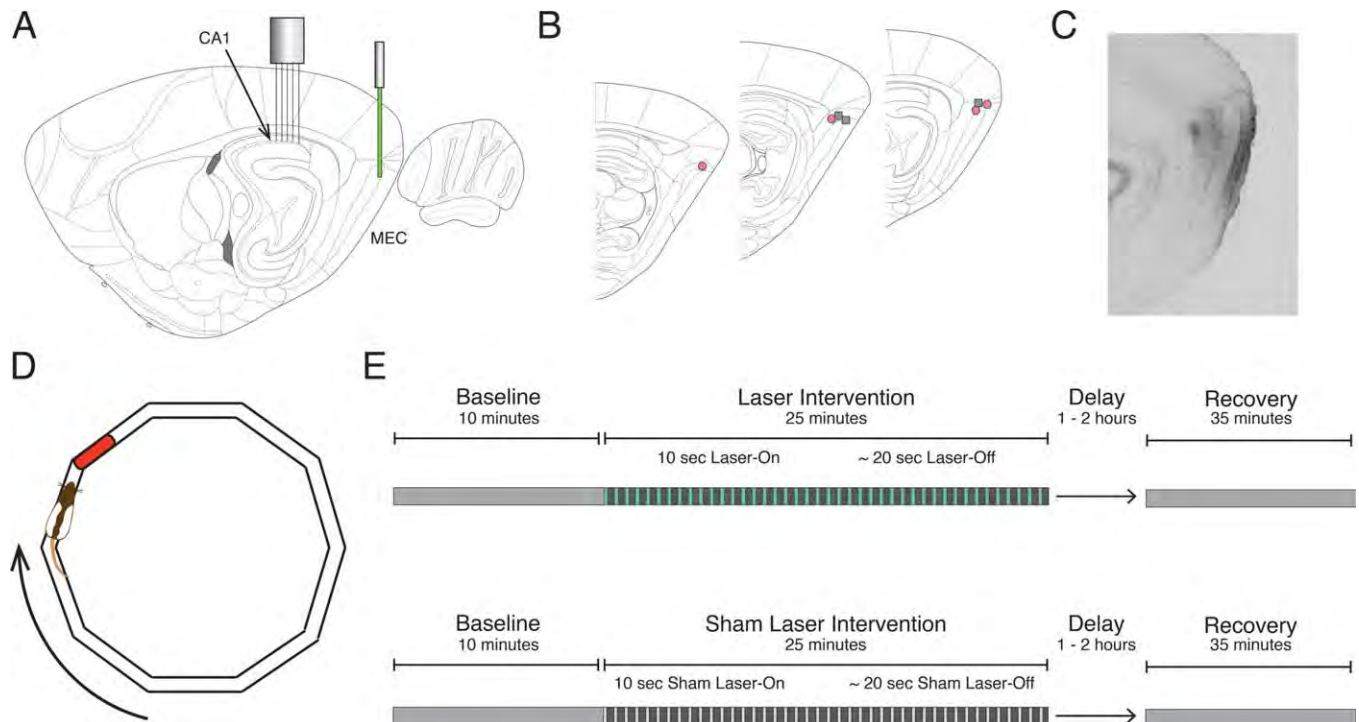 A
B
C
CA1
MEC
D
E
Baseline
10 minutes
Laser Intervention
25 minutes
Delay
1 - 2 hours
Recovery
35 minutes
10 sec Laser-On
~ 20 sec Laser-Off
Baseline
10 minutes
Sham Laser Intervention
25 minutes
Delay
1 - 2 hours
Recovery
35 minutes
10 sec Sham Laser-On
~ 20 sec Sham Laser-Off